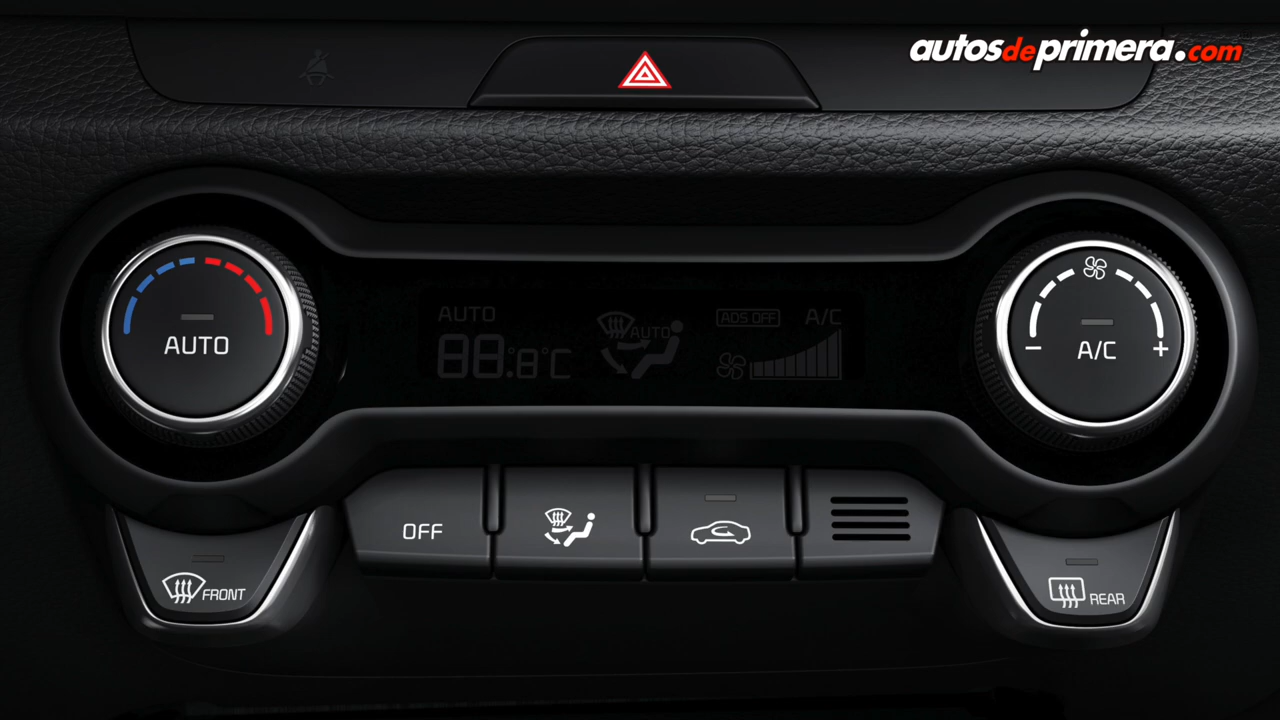 autosdeprimera.com
AUTO
88:8°C
AUTO
ADS OFF
A/C
AUTO
A/C
- +
OFF
FRONT
REAR